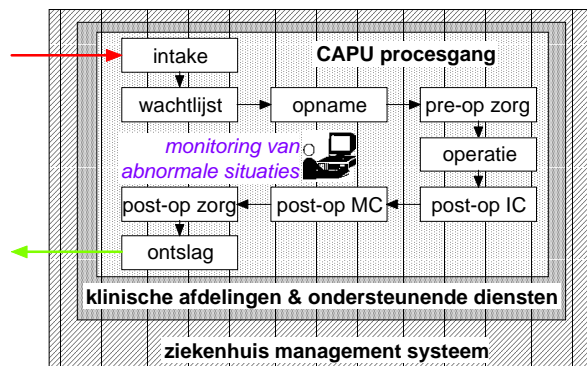 intake
CAPU procesgang
wachtlijst
opname
pre-op zorg
monitoring van
abnormale situaties
operatie
post-op zorg
post-op MC
post-op IC
ontslag
klinische afdelingen & ondersteunende diensten
ziekenhuis management systeem